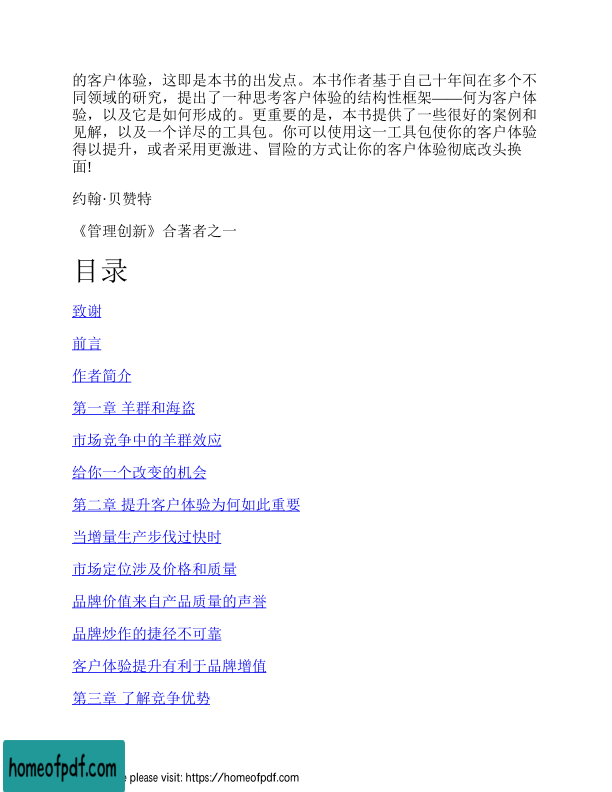 的客户体验，这即是本书的出发点。本书作者基于自己十年间在多个不
同领域的研究，提出了一种思考客户体验的结构性框架——何为客户体
验，以及它是如何形成的。更重要的是，本书提供了一些很好的案例和
见解，以及一个详尽的工具包。你可以使用这一工具包使你的客户体验
得以提升，或者采用更激进、冒险的方式让你的客户体验彻底改头换
面!
约翰·贝赞特
《管理创新》合著者之一
目录
致谢
前言
作者简介
第一章 羊群和海盗
市场竞争中的羊群效应
给你一个改变的机会
第二章 提升客户体验为何如此重要
当增量生产步伐过快时
市场定位涉及价格和质量
品牌价值来自产品质量的声誉
品牌炒作的捷径不可靠
客户体验提升有利于品牌增值
第三章 了解竞争优势
homeofpdf.com
please visit: https://homeofpdf.com